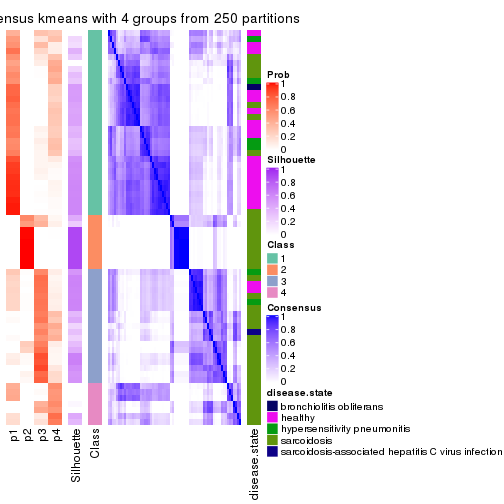 ensus kmeans with 4 groups from 250 partitions
Prob
1
0.8
0.6
0.4
0.2
0
Silhouette
1
0.8
0.6
0.4
0.2
0
Class
1
2
3
4
Consensus
1
0.8
0.6
0.4
0.2
0
disease.state
bronchiolitis obliterans
healthy
hypersensitivity pneumonitis
sarcoidosis
sarcoidosis-associated hepatitis C virus infection
p1
p2
p3
p4
Silhouette
Class
disease.state